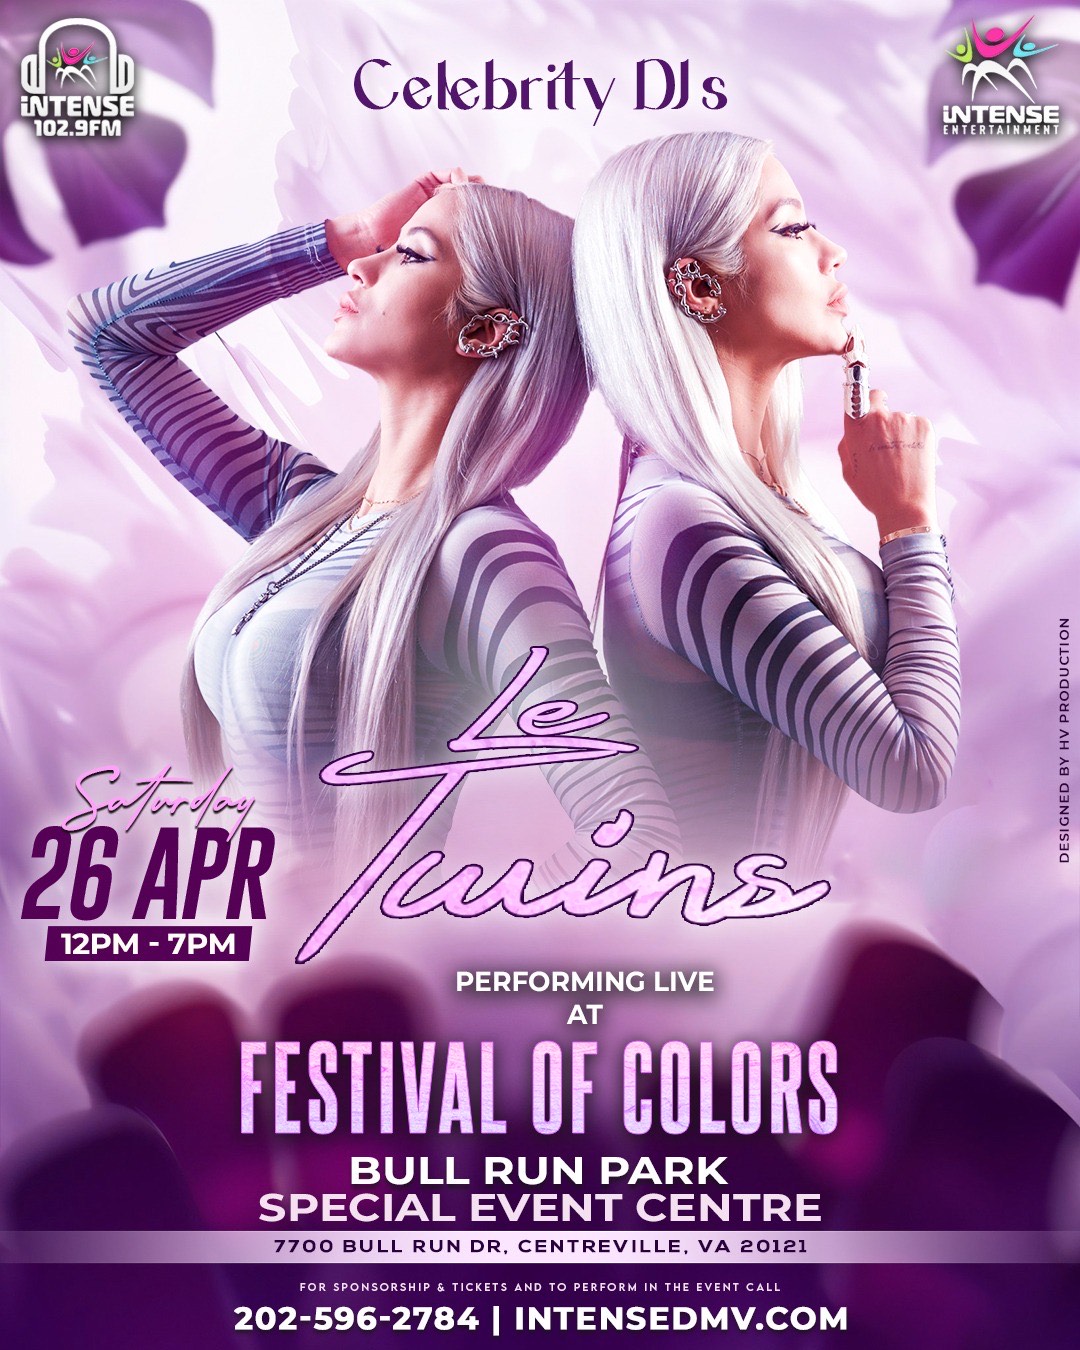 INTENSE
102.9FM
Celebrity DJs
INTENSE
ENTERTAINMENT
Le
Twins
Saturday
26 APR
12PM - 7PM
DESIGNED BY HV PRODUCTION
PERFORMING LIVE
AT
FESTIVAL OF COLORS
BULL RUN PARK
SPECIAL EVENT CENTRE
7700 BULL RUN DR, CENTREVILLE, VA 20121
FOR SPONSORSHIP & TICKETS AND TO PERFORM IN THE EVENT CALL
202-596-2784 | INTENSEDMV.COM